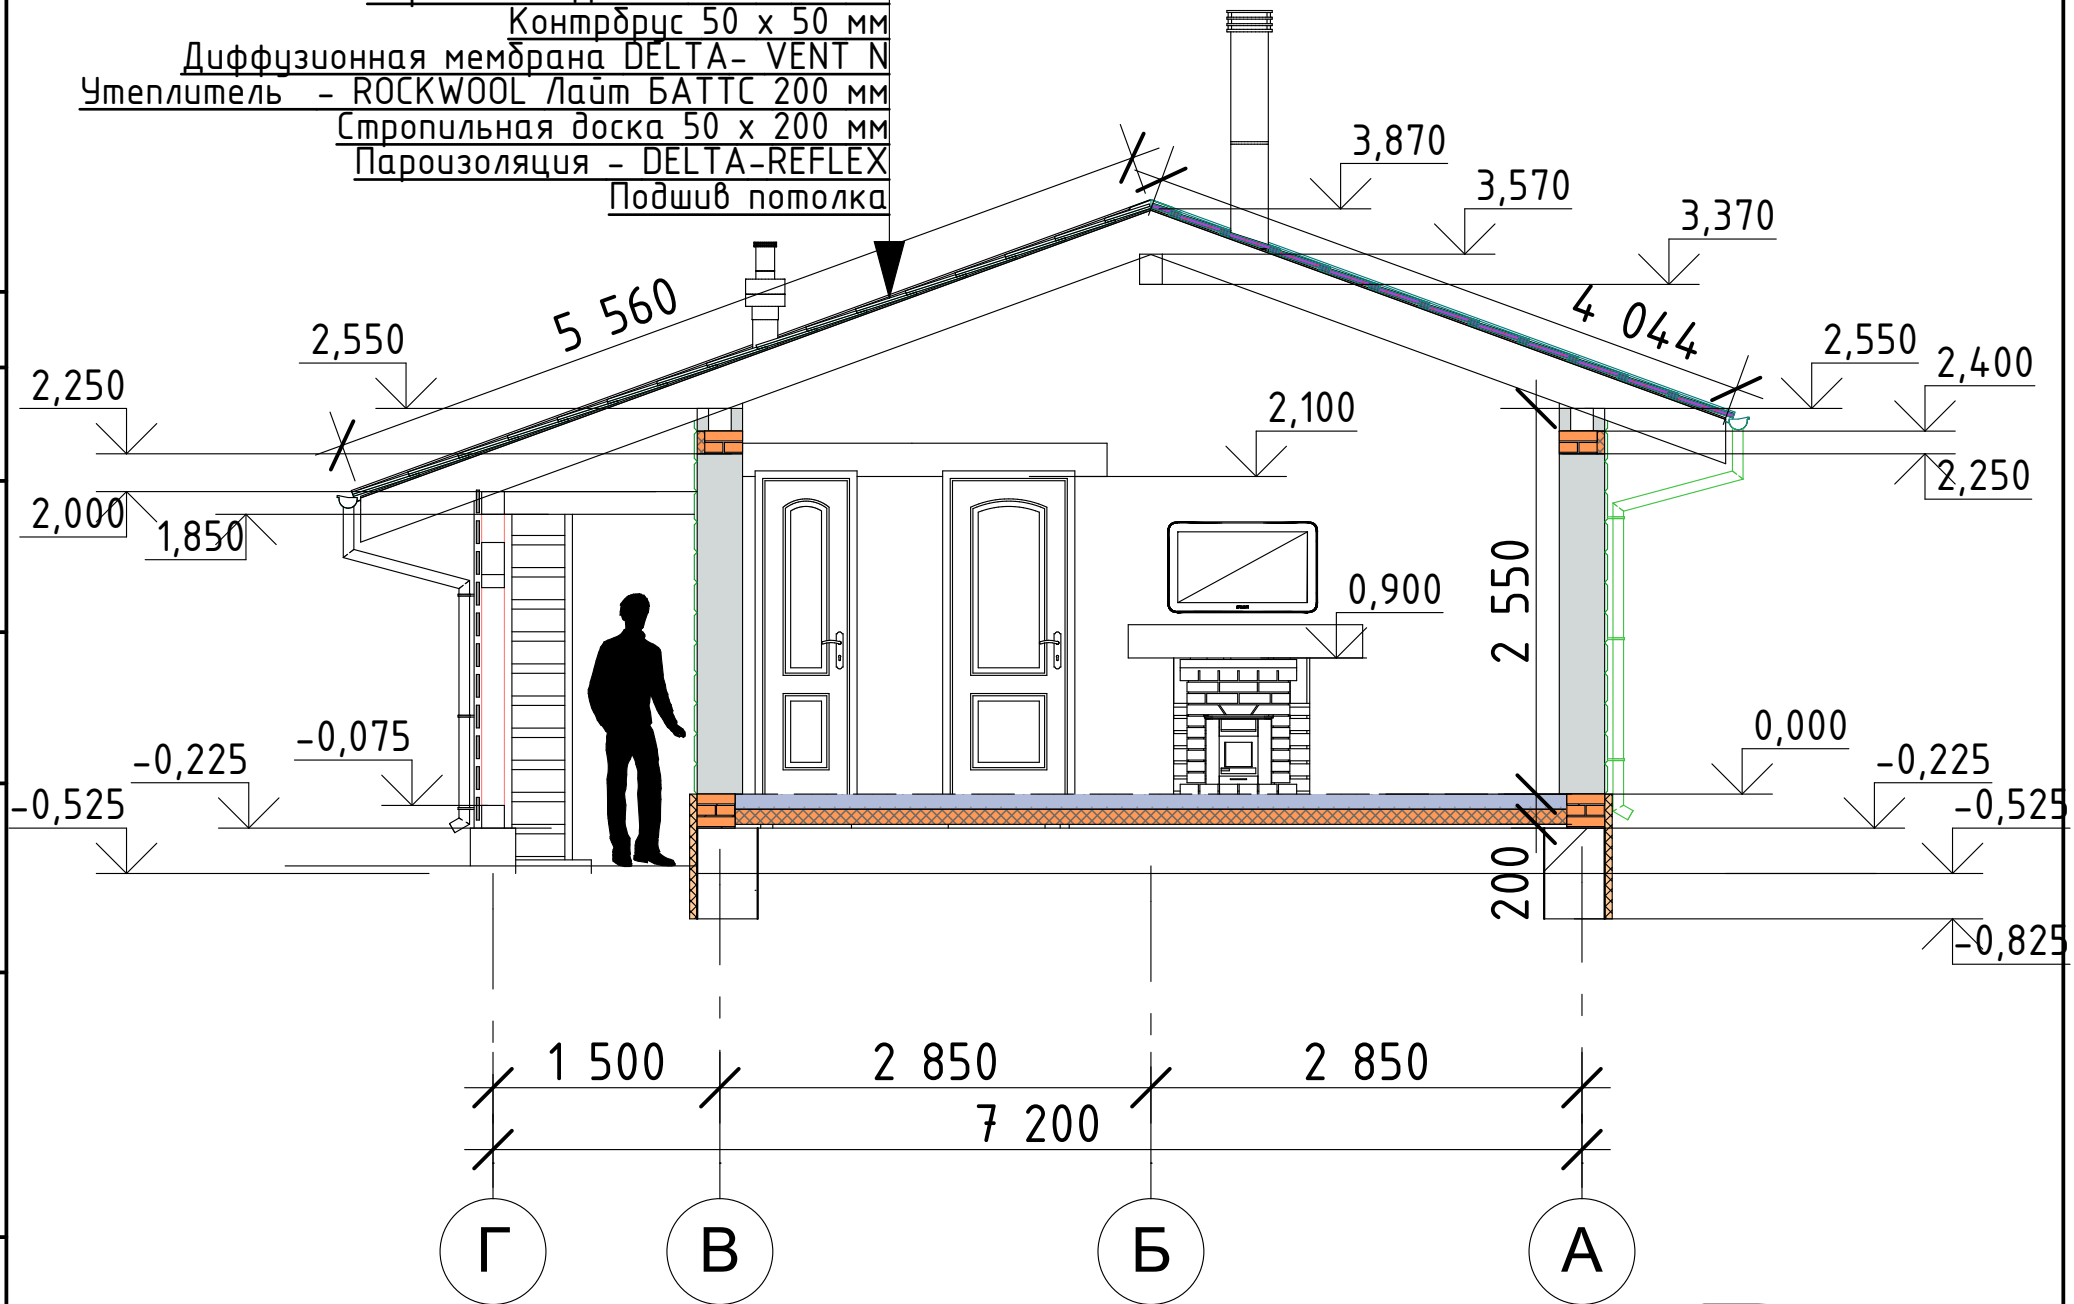 Контрбрус 50 х 50 мм
Диффузионная мембрана DELTA- VENT N
Утеплитель - ROCKWOOL Лайт БАТТС 200 мм
Стропильная доска 50 х 200 мм
Пароизоляция - DELTA-REFLEX
Подшив потолка
3,870
3,570
3,370
5 560
4 044
2,550
2,250
2,550
2,400
2,100
2,250
2,000
1,850
2 550
0,900
-0,075
-0,225
-0,525
0,000
-0,225
-0,525
200
-0,825
1 500
2 850
2 850
7 200
Г
В
Б
А